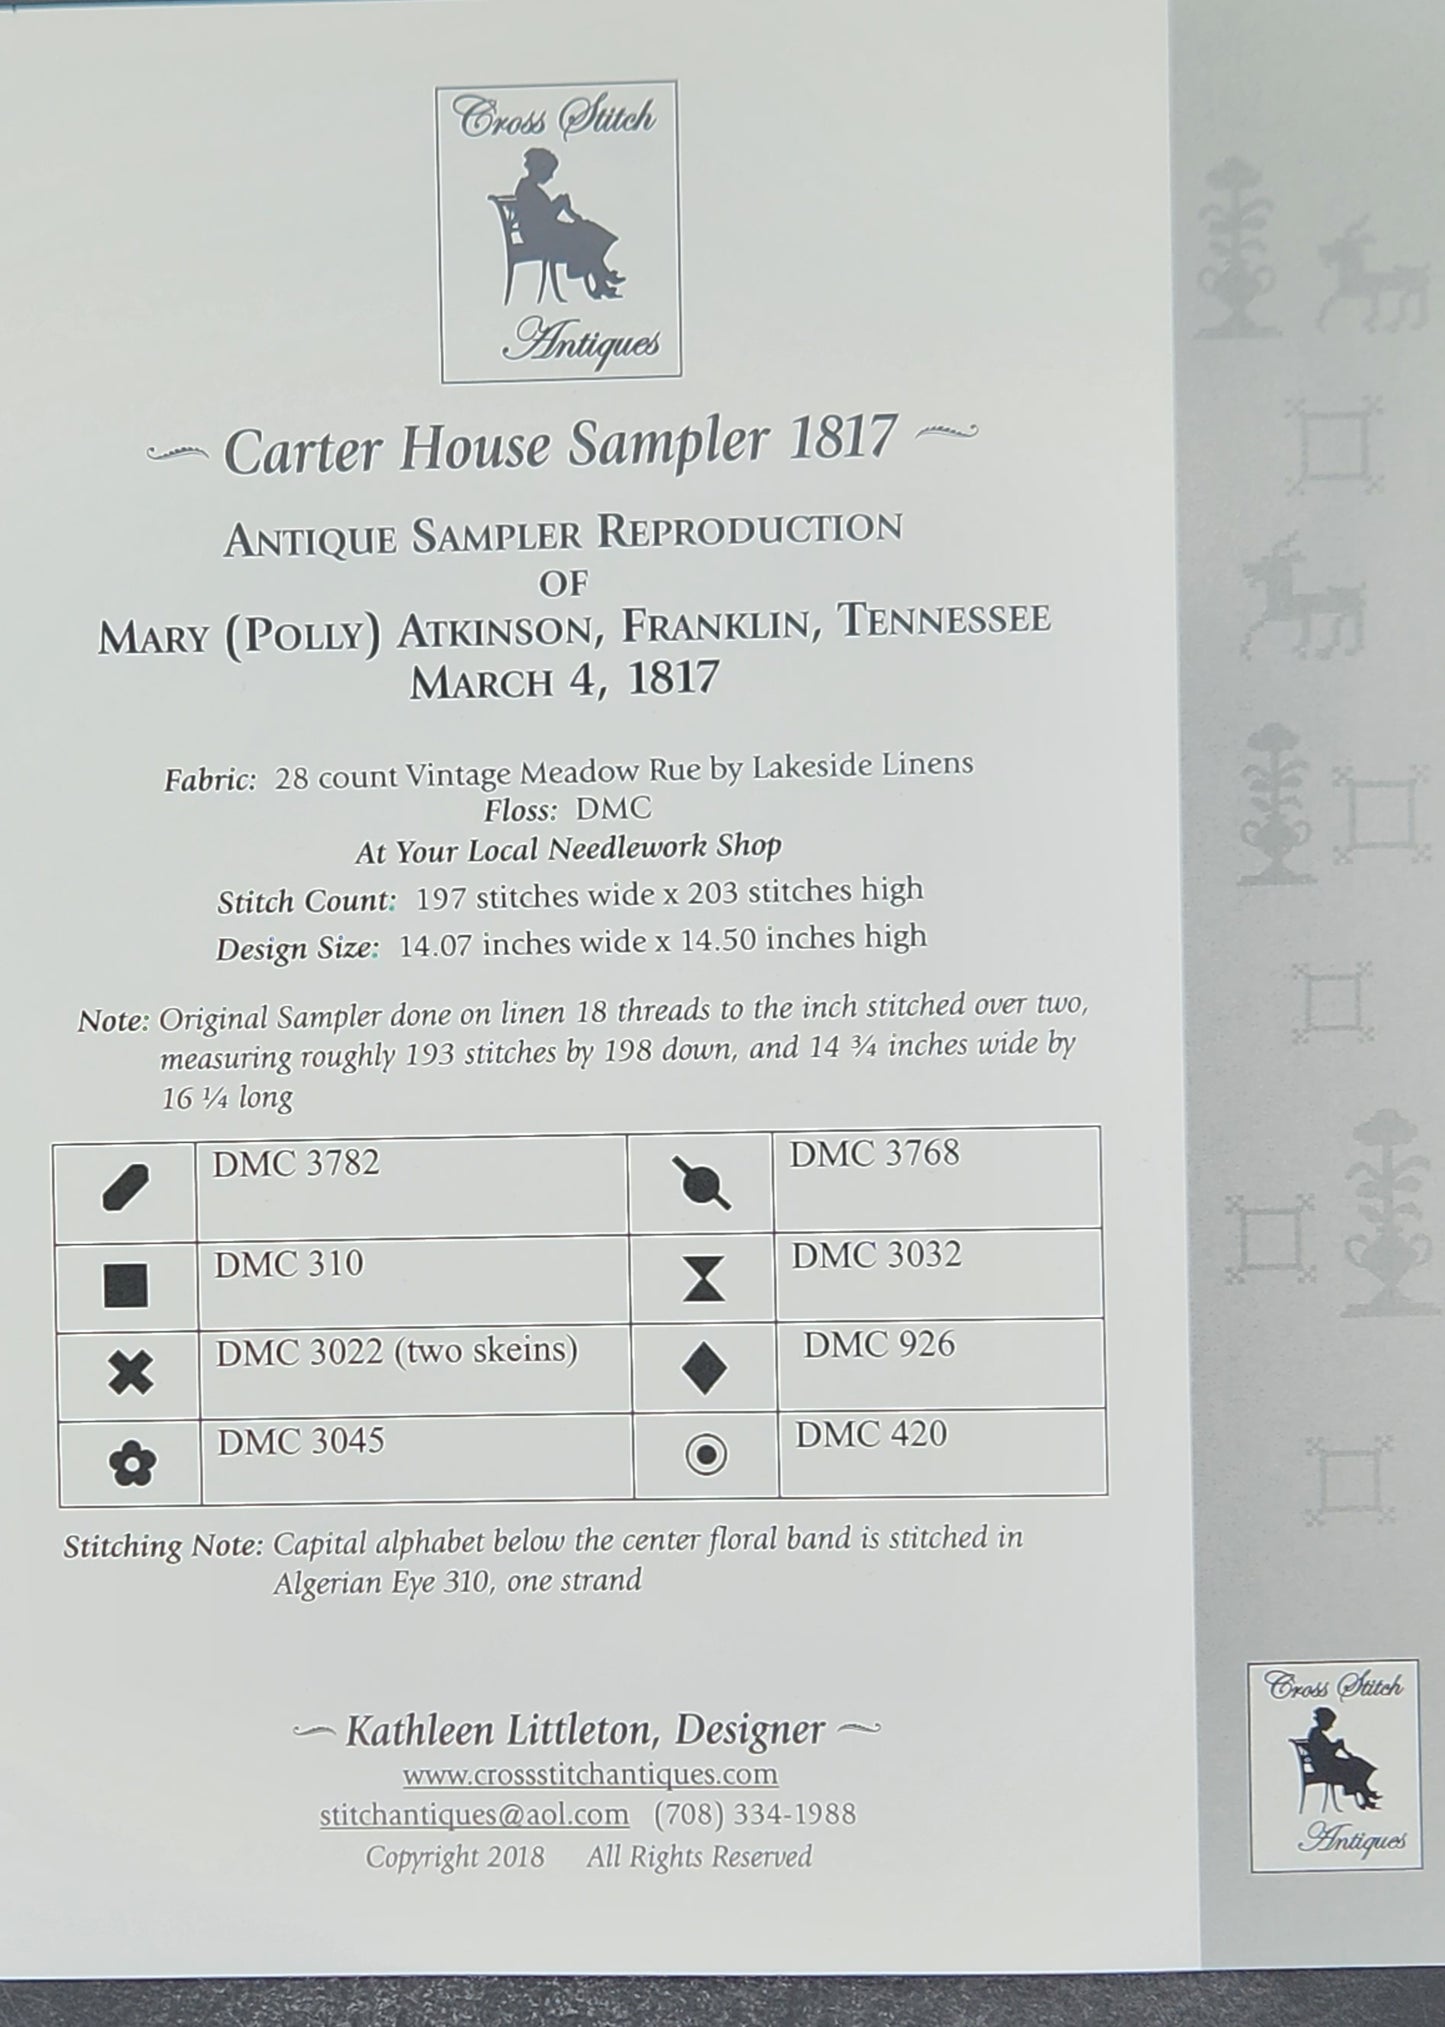 Cross Stitch
Antiques
Carter House Sampler 1817
ANTIQUE SAMPLER REPRODUCTION
OF
MARY (POLLY) ATKINSON, FRANKLIN, TENNESSEE
MARCH 4, 1817
Fabric: 28 count Vintage Meadow Rue by Lakeside Linens
Floss: DMC
At Your Local Needlework Shop
Stitch Count: 197 stitches wide x 203 stitches high
Design Size: 14.07 inches wide x 14.50 inches high
Note: Original Sampler done on linen 18 threads to the inch stitched over two,
measuring roughly 193 stitches by 198 down, and 14 ¾ inches wide by
16 ¼ long
DMC 3782 DMC 3768
DMC 310 DMC 3032
DMC 3022 (two skeins) DMC 926
DMC 3045 DMC 420
Stitching Note: Capital alphabet below the center floral band is stitched in
Algerian Eye 310, one strand
Kathleen Littleton, Designer
www.crossstitchantiques.com
stitchantiques@aol.com (708) 334-1988
Copyright 2018 All Rights Reserved
Cross Stitch
Antiques